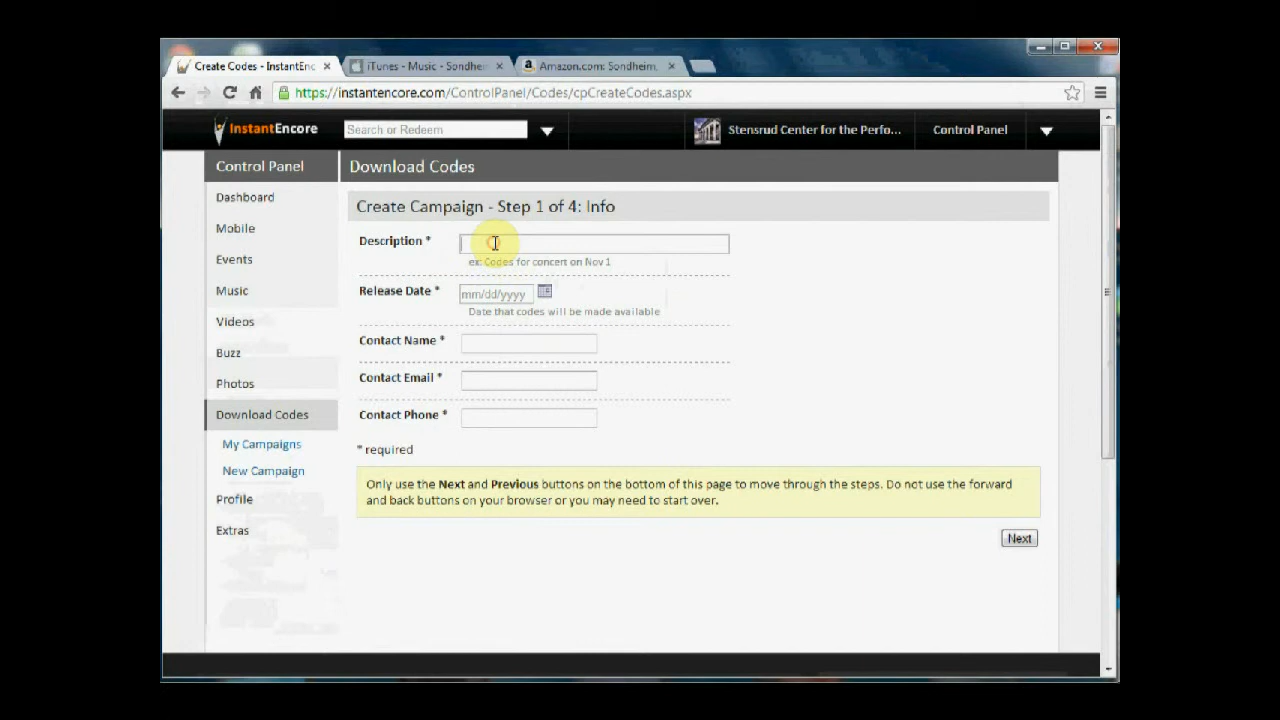 Create Codes - InstantEnc
iTunes - Music - Sondhei
Amazon.com: Sondheim.
https://instantencore.com/ControlPanel/Codes/cpCreateCodes.aspx
InstantEncore
Search or Redeem
Stensrud Center for the Perfo...
Control Panel
Control Panel
Download Codes
Dashboard
Mobile
Events
Music
Videos
Buzz
Photos
Download Codes
My Campaigns
New Campaign
Profile
Extras
Create Campaign - Step 1 of 4: Info
Description *
ex: Codes for concert on Nov 1
Release Date *
mm/dd/yyyy
Date that codes will be made available
Contact Name *
Contact Email *
Contact Phone *
* required
Only use the Next and Previous buttons on the bottom of this page to move through the steps. Do not use the forward
and back buttons on your browser or you may need to start over.
Next